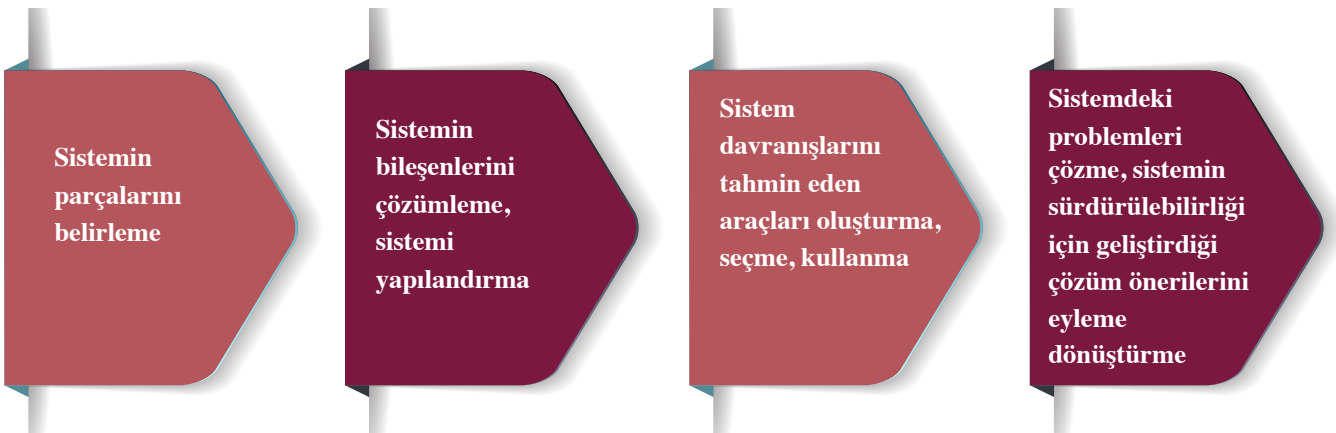 Sistemin
parçalarını
belirleme
Sistemin
bileşenlerini
çözümleme,
sistemi
yapılandırma
Sistem
davranışlarını
tahmin eden
araçları oluşturma,
seçme, kullanma
Sistemdeki
problemleri
çözme, sistemin
sürdürülebilirliği
için geliştirdiği
çözüm önerilerini
eyleme
dönüştürme